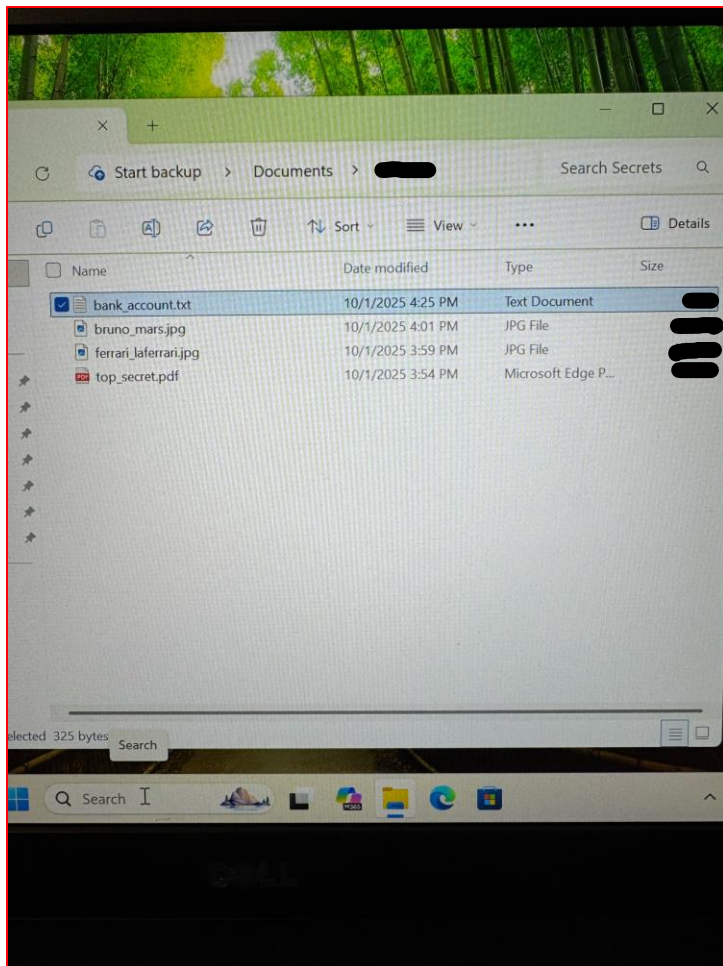 Start backup > Documents >
Search Secrets
Sort
View
Details
Name Date modified Type Size
bank_account.txt 10/1/2025 4:25 PM Text Document
bruno_mars.jpg 10/1/2025 4:01 PM JPG File
ferrari_laferrari.jpg 10/1/2025 3:59 PM JPG File
top_secret.pdf 10/1/2025 3:54 PM Microsoft Edge P...
elected 325 bytes
Search
Search
M365
DELL